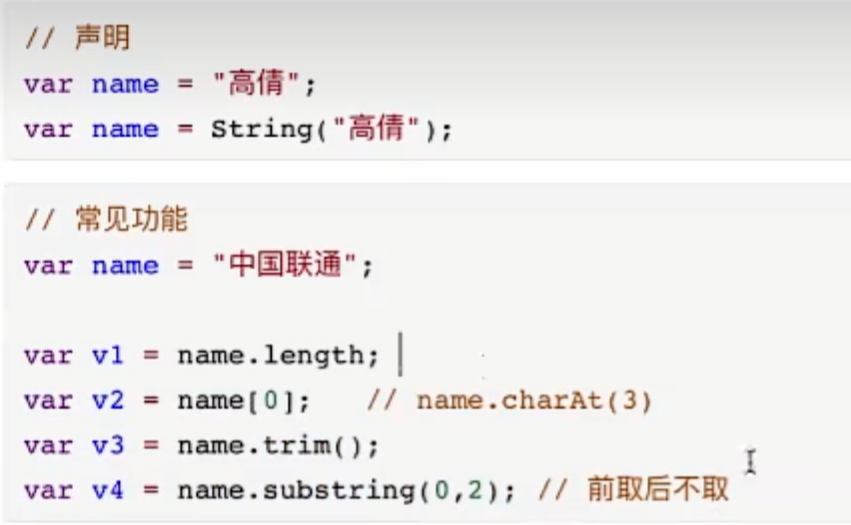 // 声明
var name = "高倩";
var name = String("高倩");
// 常见功能
var name = "中国联通";
var v1 = name.length;
var v2 = name[0];   // name.charAt(3)
var v3 = name.trim();
var v4 = name.substring(0,2); // 前取后不取